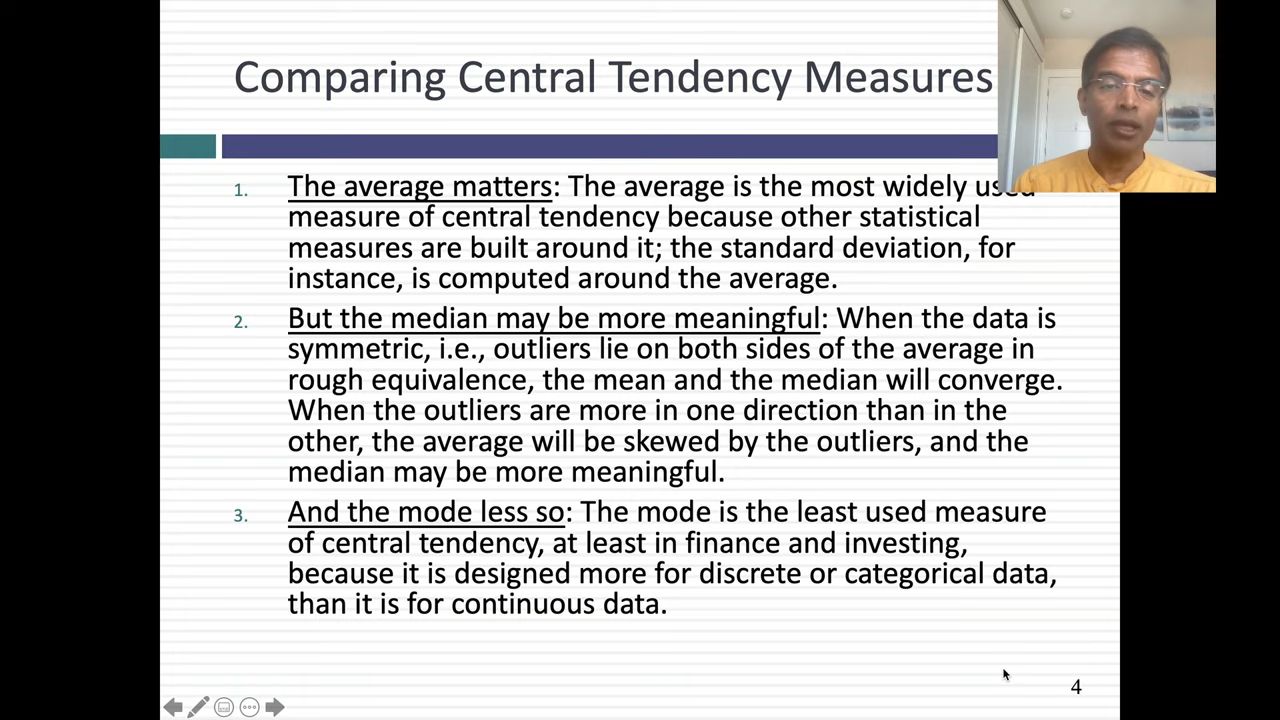 Comparing Central Tendency Measures
1. The average matters: The average is the most widely used
measure of central tendency because other statistical
measures are built around it; the standard deviation, for
instance, is computed around the average.
2. But the median may be more meaningful: When the data is
symmetric, i.e., outliers lie on both sides of the average in
rough equivalence, the mean and the median will converge.
When the outliers are more in one direction than in the
other, the average will be skewed by the outliers, and the
median may be more meaningful.
3. And the mode less so: The mode is the least used measure
of central tendency, at least in finance and investing,
because it is designed more for discrete or categorical data,
than it is for continuous data.
4